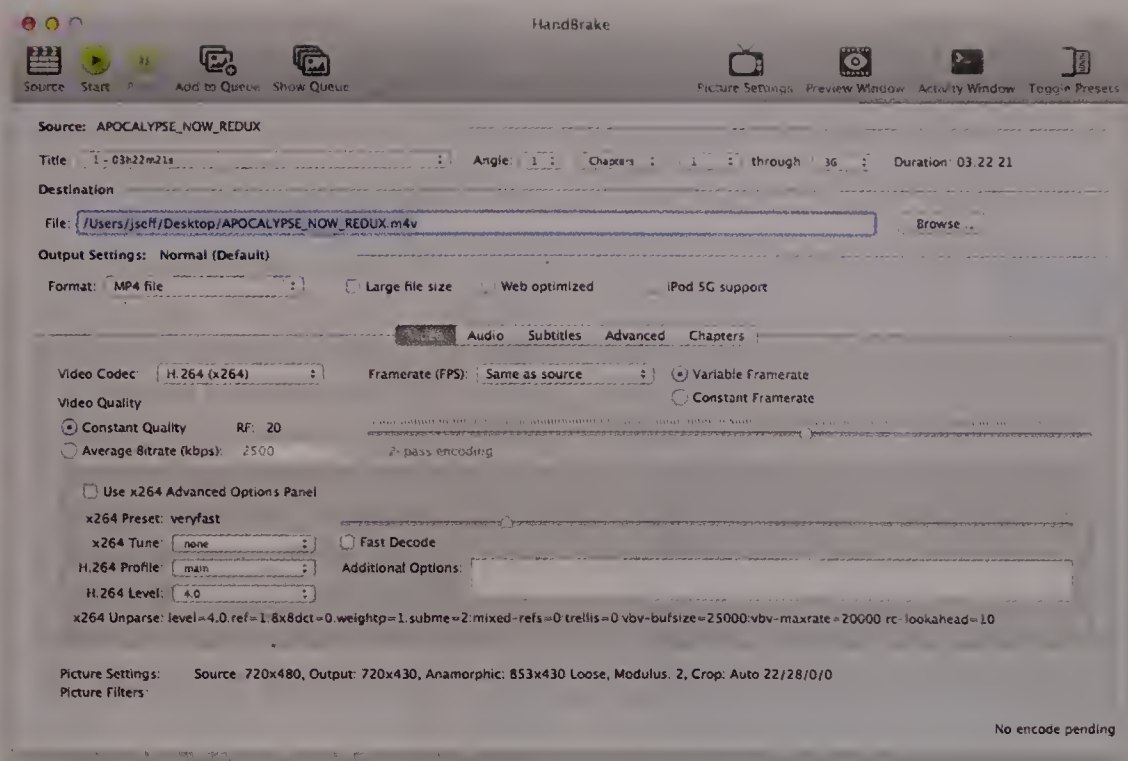 HandBrake
Source Start Add to Queue Show Queue Picture Settings Preview Window Activity Window Toggle Presets
Source: APOCALYPSE_NOW_REDUX
Title 1 - 03h22m21s Angle: 1 Chapters 1 through 36 Duration 03.22 21
Destination
File: /Users/jseff/Desktop/APOCALYPSE_NOW_REDUX.m4v Browse ..
Output Settings: Normal (Default)
Format: MP4 file Large file size Web optimized iPod 5G support
Audio Subtitles Advanced Chapters
Video Codec: H.264 (x264) Framerate (FPS): Same as source Variable Framerate
Constant Framerate
Video Quality
Constant Quality RF: 20
Average Bitrate (kbps): 2500 2-pass encoding
Use x264 Advanced Options Panel
x264 Preset: veryfast
x264 Tune: none Fast Decode
H.264 Profile: main Additional Options:
H.264 Level: 4.0
x264 Unparse: level=4.0.ref=1:8x8dct=0.weightp=1.subme=2:mixed-refs=0:trellis=0 vbv-bufsize=25000:vbv-maxrate=20000 rc-lookahead=10
Picture Settings: Source 720x480, Output: 720x430, Anamorphic: 853x430 Loose, Modulus. 2, Crop: Auto 22/28/0/0
Picture Filters:
No encode pending